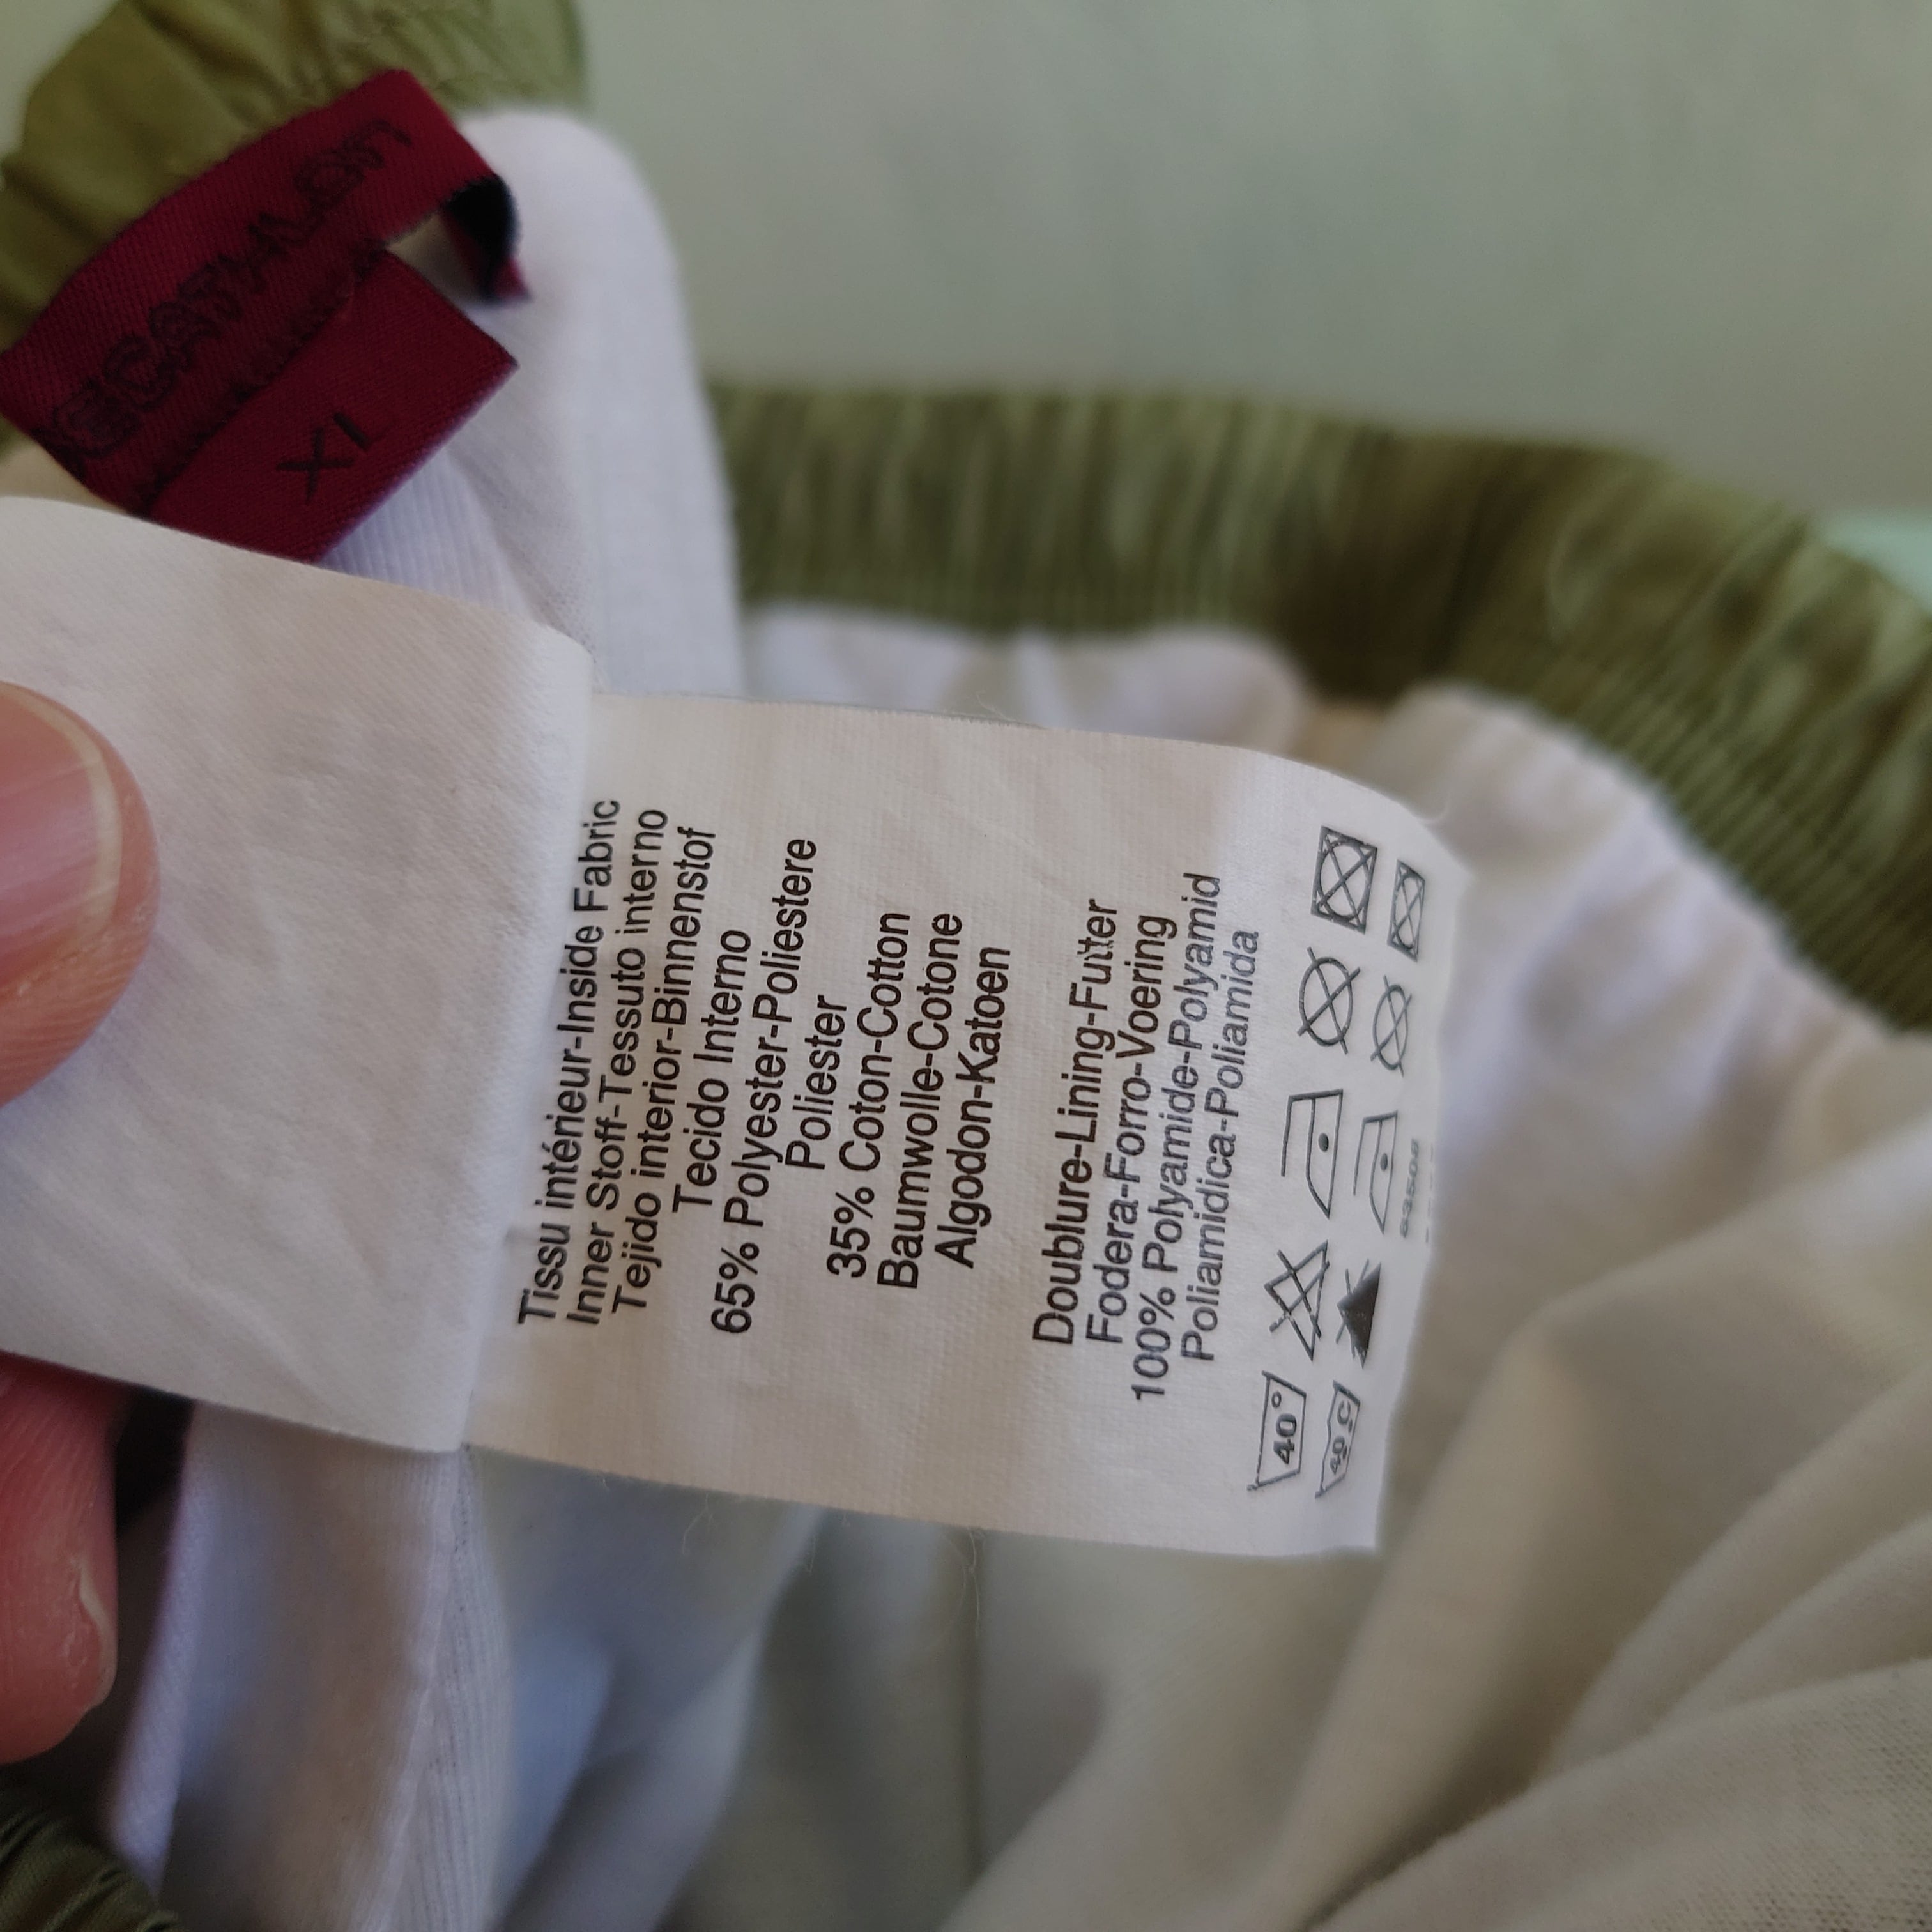 DECATHLON
XL
Tissu intérieur-Inside Fabric
Inner Stoff-Tessuto interno
Tejido interior-Binnenstof
Tecido Interno
65% Polyester-Poliestere
Poliester
35% Coton-Cotton
Baumwolle-Cotone
Algodon-Katoen
Doublure-Lining-Futter
Fodera-Forro-Voering
100% Polyamide-Polyamid
Poliamidica-Poliamida
40°
40 C